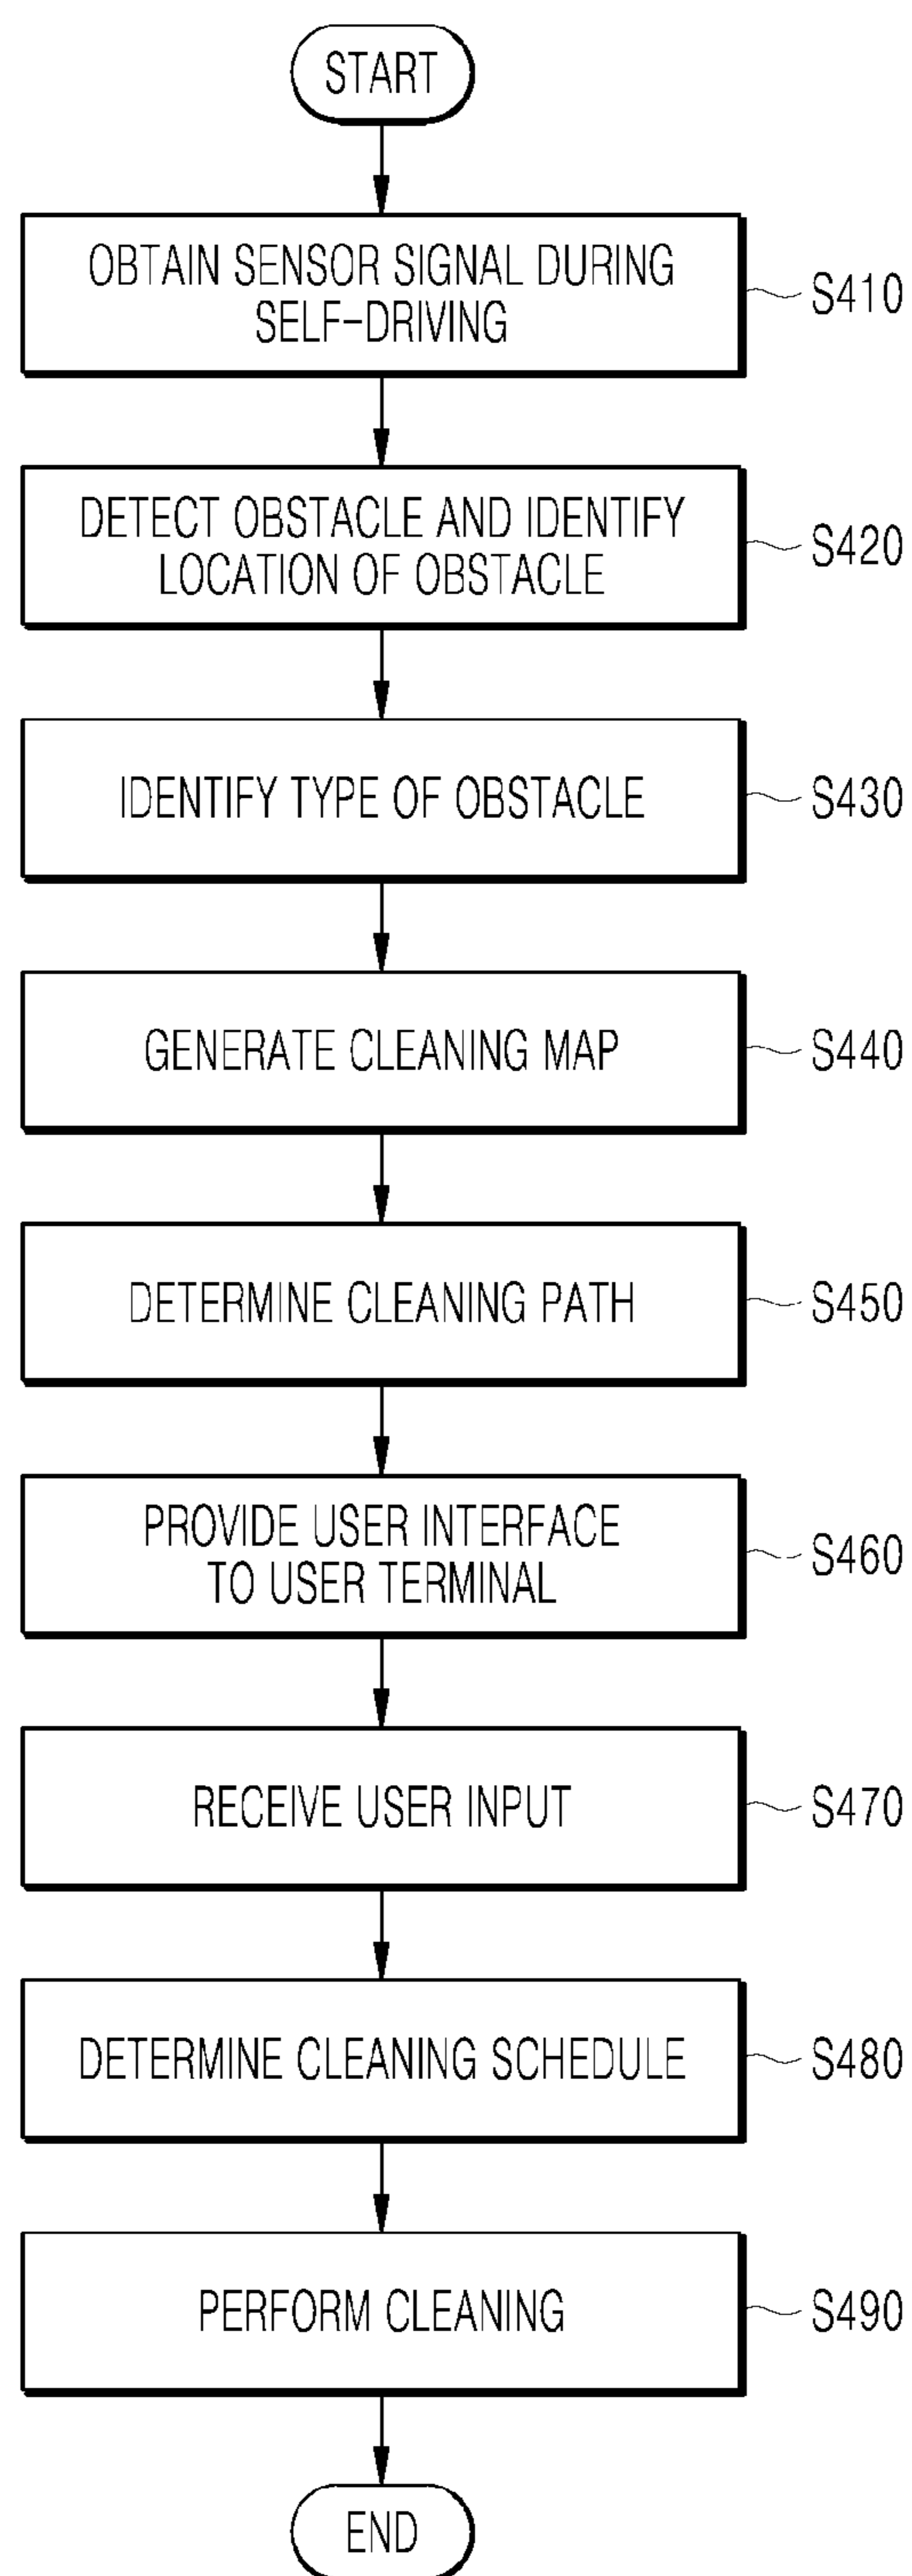 START
OBTAIN SENSOR SIGNAL DURING
SELF-DRIVING
S410
DETECT OBSTACLE AND IDENTIFY
LOCATION OF OBSTACLE
S420
IDENTIFY TYPE OF OBSTACLE
S430
GENERATE CLEANING MAP
S440
DETERMINE CLEANING PATH
S450
PROVIDE USER INTERFACE
TO USER TERMINAL
S460
RECEIVE USER INPUT
S470
DETERMINE CLEANING SCHEDULE
S480
PERFORM CLEANING
S490
END